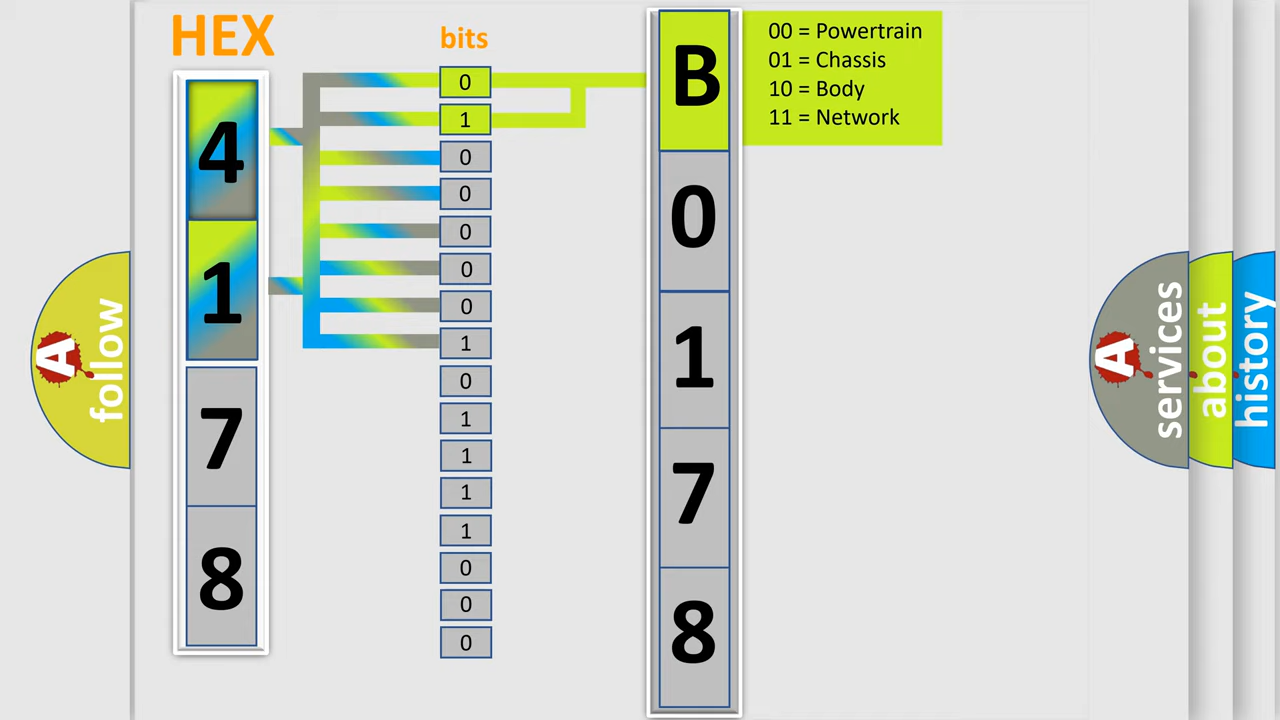 HEX
bits
4
1
7
8
0
1
0
0
0
0
0
1
0
1
1
1
1
0
0
0
B
0
1
7
8
00 = Powertrain
01 = Chassis
10 = Body
11 = Network
A
follow
A
services
about
history